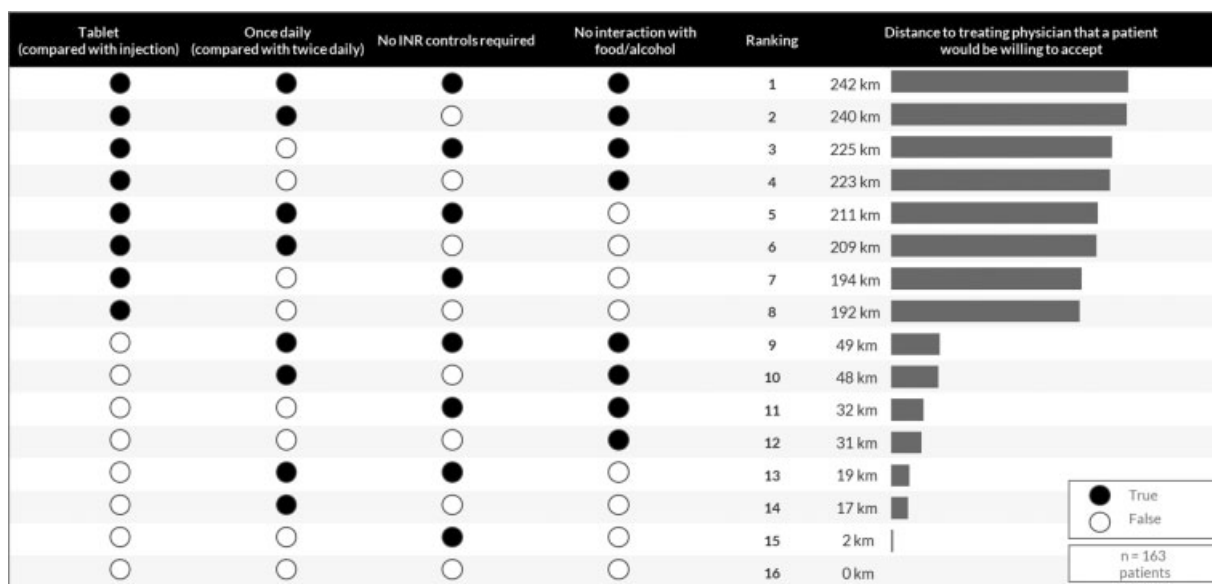 Tablet
(compared with injection)
Once daily
(compared with twice daily)
No INR controls required
No interaction with
food/alcohol
Ranking
Distance to treating physician that a patient
would be willing to accept
1 242 km
2 240 km
3 225 km
4 223 km
5 211 km
6 209 km
7 194 km
8 192 km
9 49 km
10 48 km
11 32 km
12 31 km
13 19 km
14 17 km
15 2 km
16 0 km
True
False
n = 163
patients